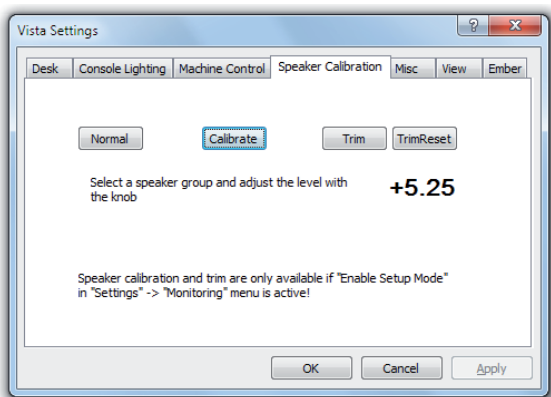 Vista Settings
?
Desk Console Lighting Machine Control Speaker Calibration Misc View Ember
Normal Calibrate Trim TrimReset
Select a speaker group and adjust the level with
the knob
+5.25
Speaker calibration and trim are only available if "Enable Setup Mode"
in "Settings" -> "Monitoring" menu is active!
OK Cancel Apply